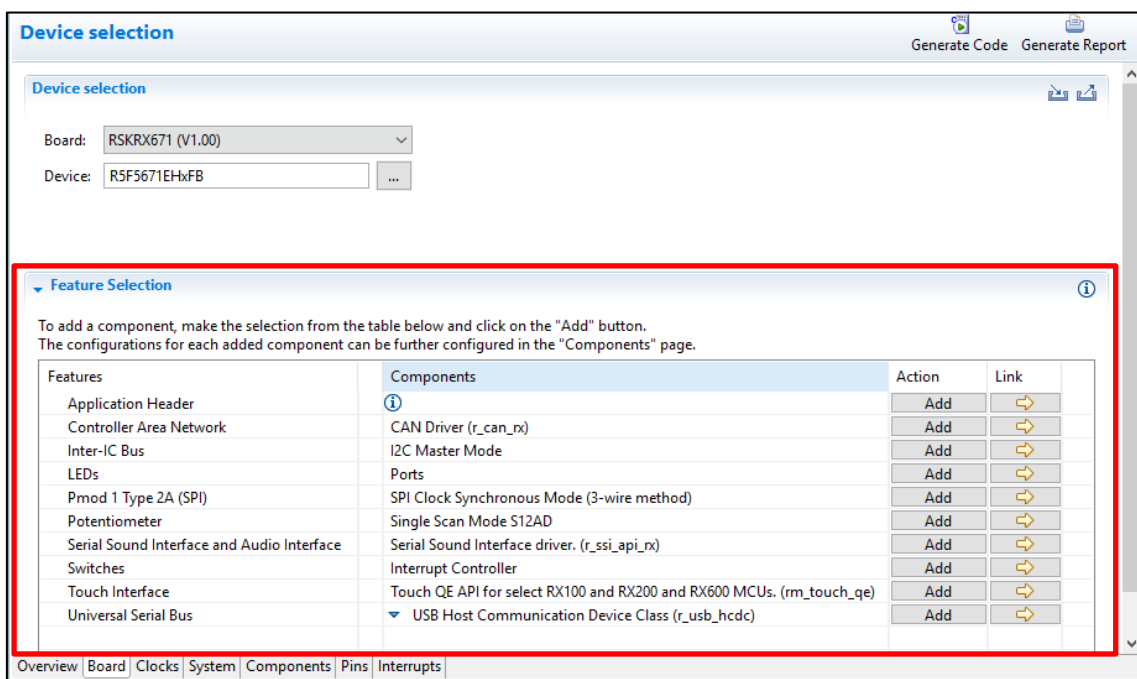 Device selection
Generate Code Generate Report
Device selection
Board: RSKRX671 (V1.00)
Device: R5F5671EHxFB ...
Feature Selection
To add a component, make the selection from the table below and click on the "Add" button.
The configurations for each added component can be further configured in the "Components" page.
Features Components Action Link
Application Header Add
Controller Area Network CAN Driver (r_can_rx) Add
Inter-IC Bus I2C Master Mode Add
LEDs Ports Add
Pmod 1 Type 2A (SPI) SPI Clock Synchronous Mode (3-wire method) Add
Potentiometer Single Scan Mode S12AD Add
Serial Sound Interface and Audio Interface Serial Sound Interface driver. (r_ssi_api_rx) Add
Switches Interrupt Controller Add
Touch Interface Touch QE API for select RX100 and RX200 and RX600 MCUs. (rm_touch_qe) Add
Universal Serial Bus USB Host Communication Device Class (r_usb_hcdc) Add
Overview Board Clocks System Components Pins Interrupts